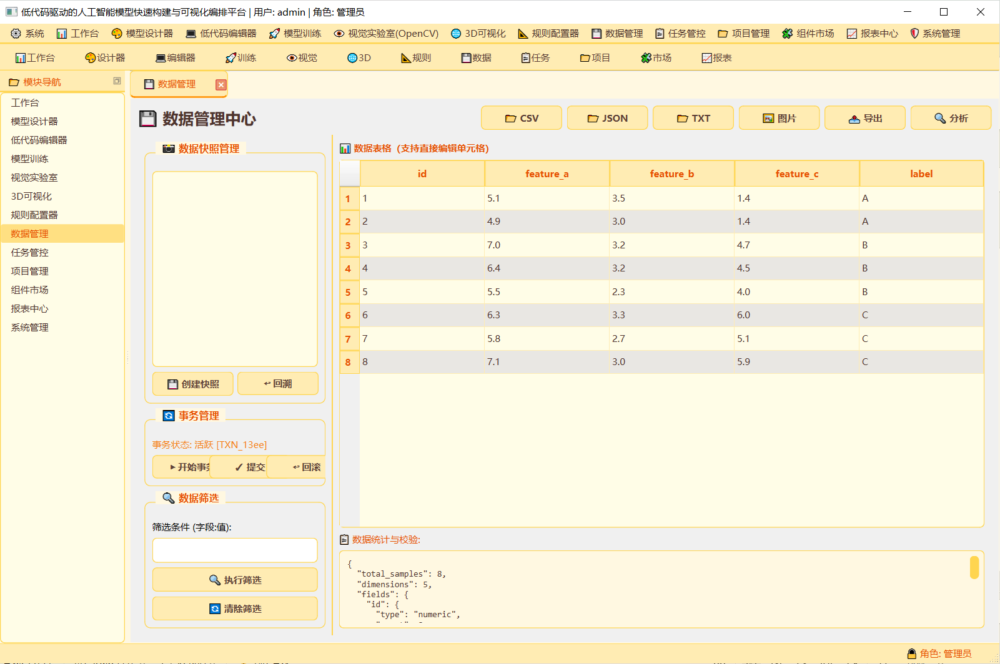 低代码驱动的人工智能模型快速构建与可视化编排平台 | 用户: admin | 角色: 管理员
系统 工作台 模型设计器 低代码编辑器 模型训练 视觉实验室(OpenCV) 3D可视化 规则配置器 数据管理 任务管控 项目管理 组件市场 报表中心 系统管理
工作台 设计器 编辑器 训练 视觉 3D 规则 数据 任务 项目 市场 报表
模块导航
工作台
模型设计器
低代码编辑器
模型训练
视觉实验室
3D可视化
规则配置器
数据管理
任务管控
项目管理
组件市场
报表中心
系统管理
数据管理
数据管理中心
CSV JSON TXT 图片 导出 分析
数据快照管理
创建快照 回溯
事务管理
事务状态: 活跃 [TXN_13ee]
开始事 提交 回滚
数据筛选
筛选条件 (字段:值):
执行筛选
清除筛选
数据表格 (支持直接编辑单元格)
id feature_a feature_b feature_c label
1 1 5.1 3.5 1.4 A
2 2 4.9 3.0 1.4 A
3 3 7.0 3.2 4.7 B
4 4 6.4 3.2 4.5 B
5 5 5.5 2.3 4.0 B
6 6 6.3 3.3 6.0 C
7 7 5.8 2.7 5.1 C
8 8 7.1 3.0 5.9 C
数据统计与校验:
{
"total_samples": 8,
"dimensions": 5,
"fields": {
"id": {
"type": "numeric",
角色: 管理员